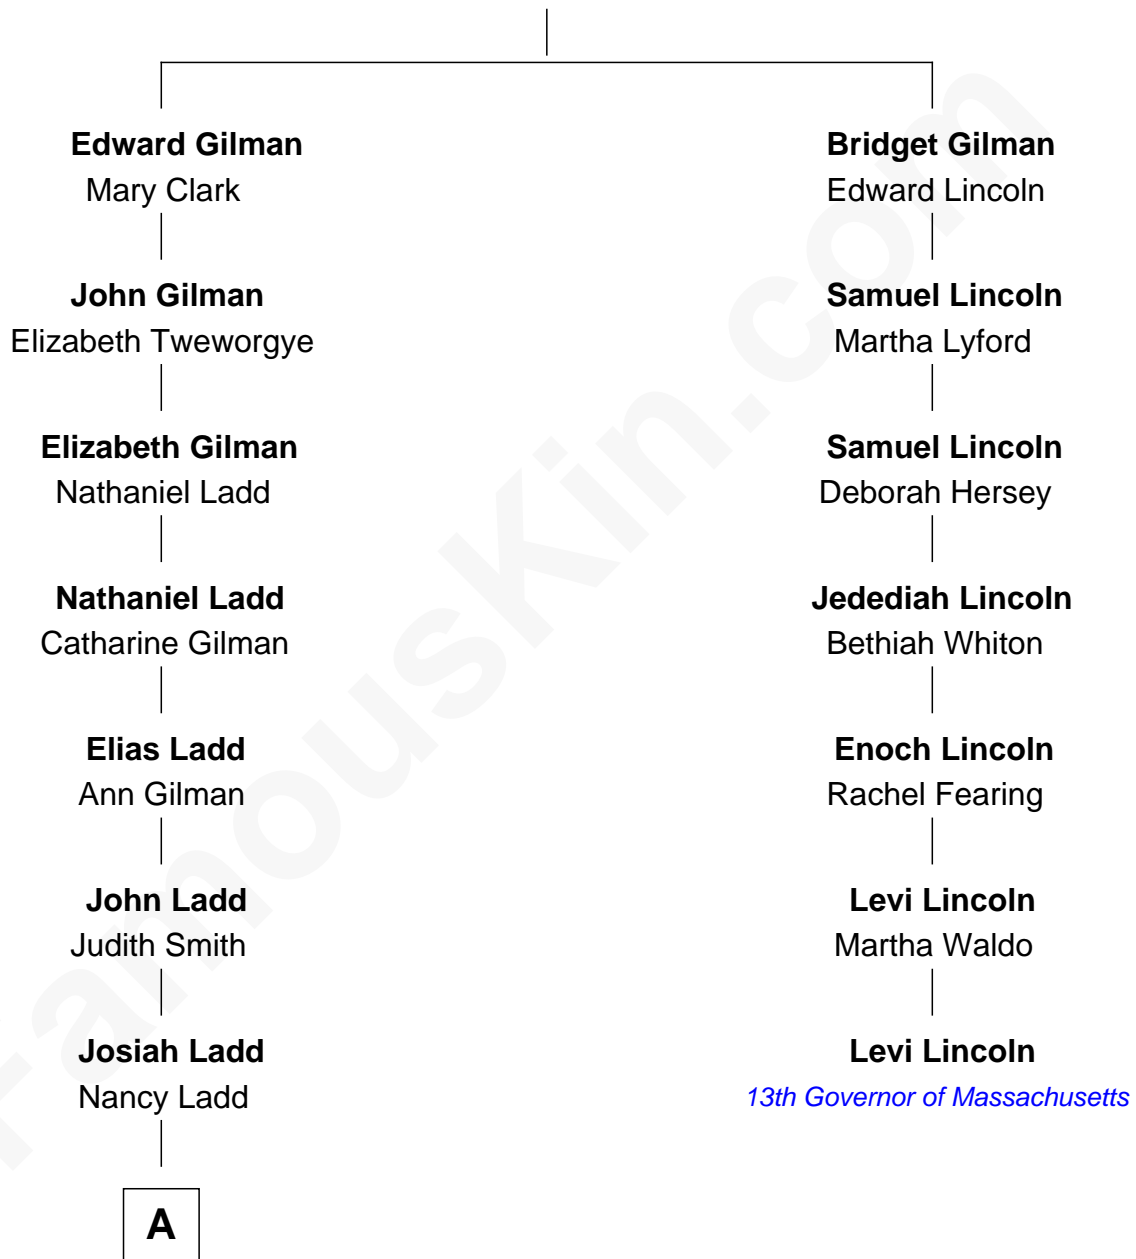 Edward Gilman
Mary Clark
John Gilman
Elizabeth Tweworgye
Elizabeth Gilman
Nathaniel Ladd
Nathaniel Ladd
Catharine Gilman
Elias Ladd
Ann Gilman
John Ladd
Judith Smith
Josiah Ladd
Nancy Ladd
A
Bridget Gilman
Edward Lincoln
Samuel Lincoln
Martha Lyford
Samuel Lincoln
Deborah Hersey
Jedediah Lincoln
Bethiah Whiton
Enoch Lincoln
Rachel Fearing
Levi Lincoln
Martha Waldo
Levi Lincoln
13th Governor of Massachusetts
FamousKin.com